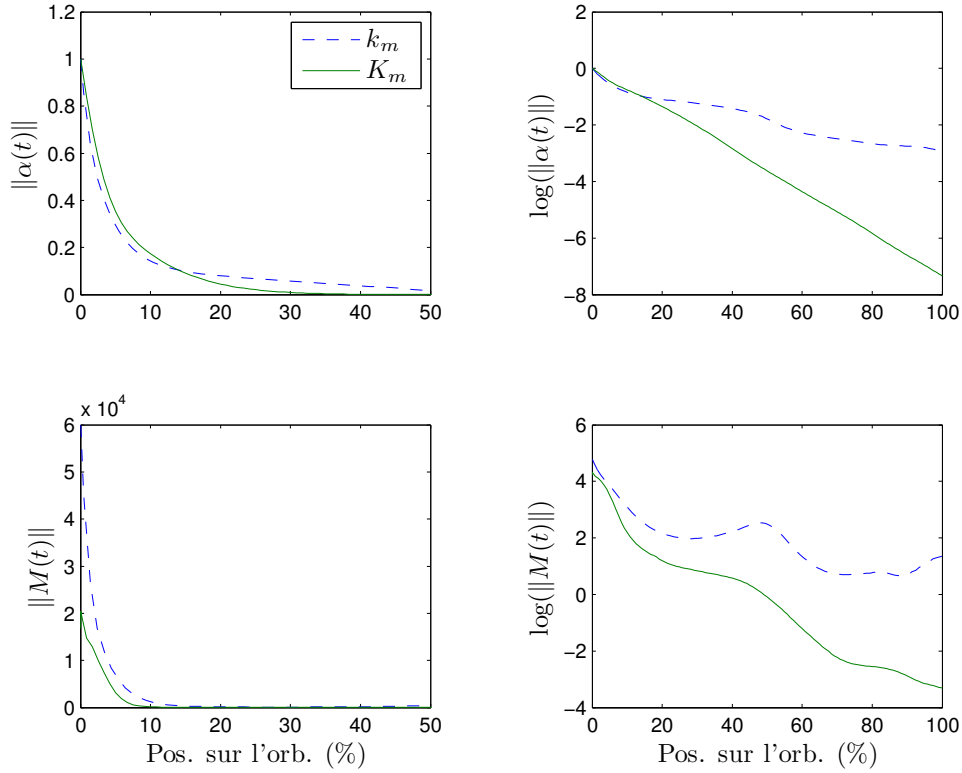 ||α(t)||
1.2
1
0.8
0.6
0.4
0.2
0
0 10 20 30 40 50
k_m
K_m
log(||α(t)||)
2
0
−2
−4
−6
−8
0 20 40 60 80 100
x 10^4
||M(t)||
6
5
4
3
2
1
0
0 10 20 30 40 50
Pos. sur l'orb. (%)
log(||M(t)||)
6
4
2
0
−2
−4
0 20 40 60 80 100
Pos. sur l'orb. (%)